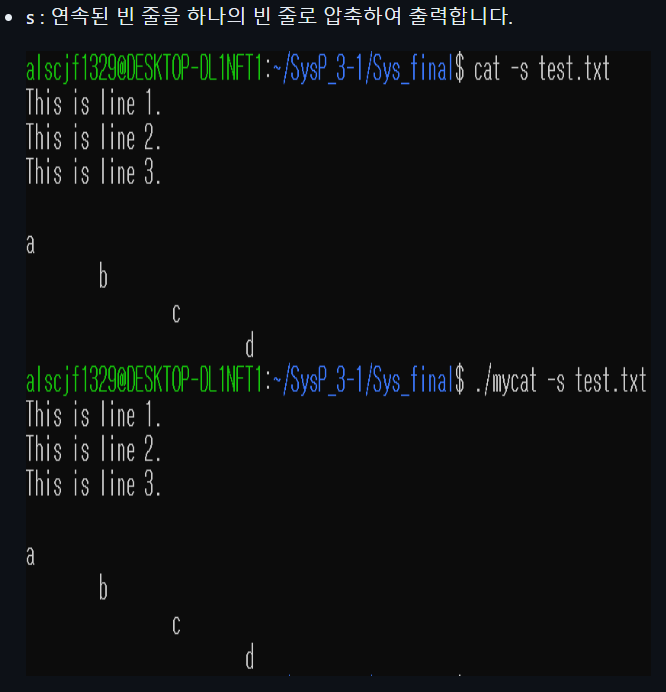 • s : 연속된 빈 줄을 하나의 빈 줄로 압축하여 출력합니다.
alscjf1329@DESKTOP-DL1NFT1:~/SysP_3-1/Sys_final$ cat -s test.txt
This is line 1.
This is line 2.
This is line 3.

a
        b
                c
                        d
alscjf1329@DESKTOP-DL1NFT1:~/SysP_3-1/Sys_final$ ./mycat -s test.txt
This is line 1.
This is line 2.
This is line 3.

a
        b
                c
                        d